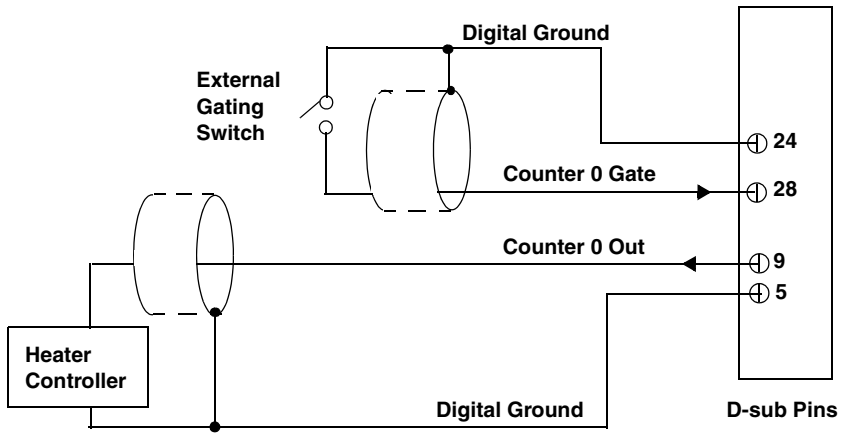 Digital Ground
External
Gating
Switch
24
Counter 0 Gate
28
Counter 0 Out
9
5
Heater
Controller
Digital Ground
D-sub Pins